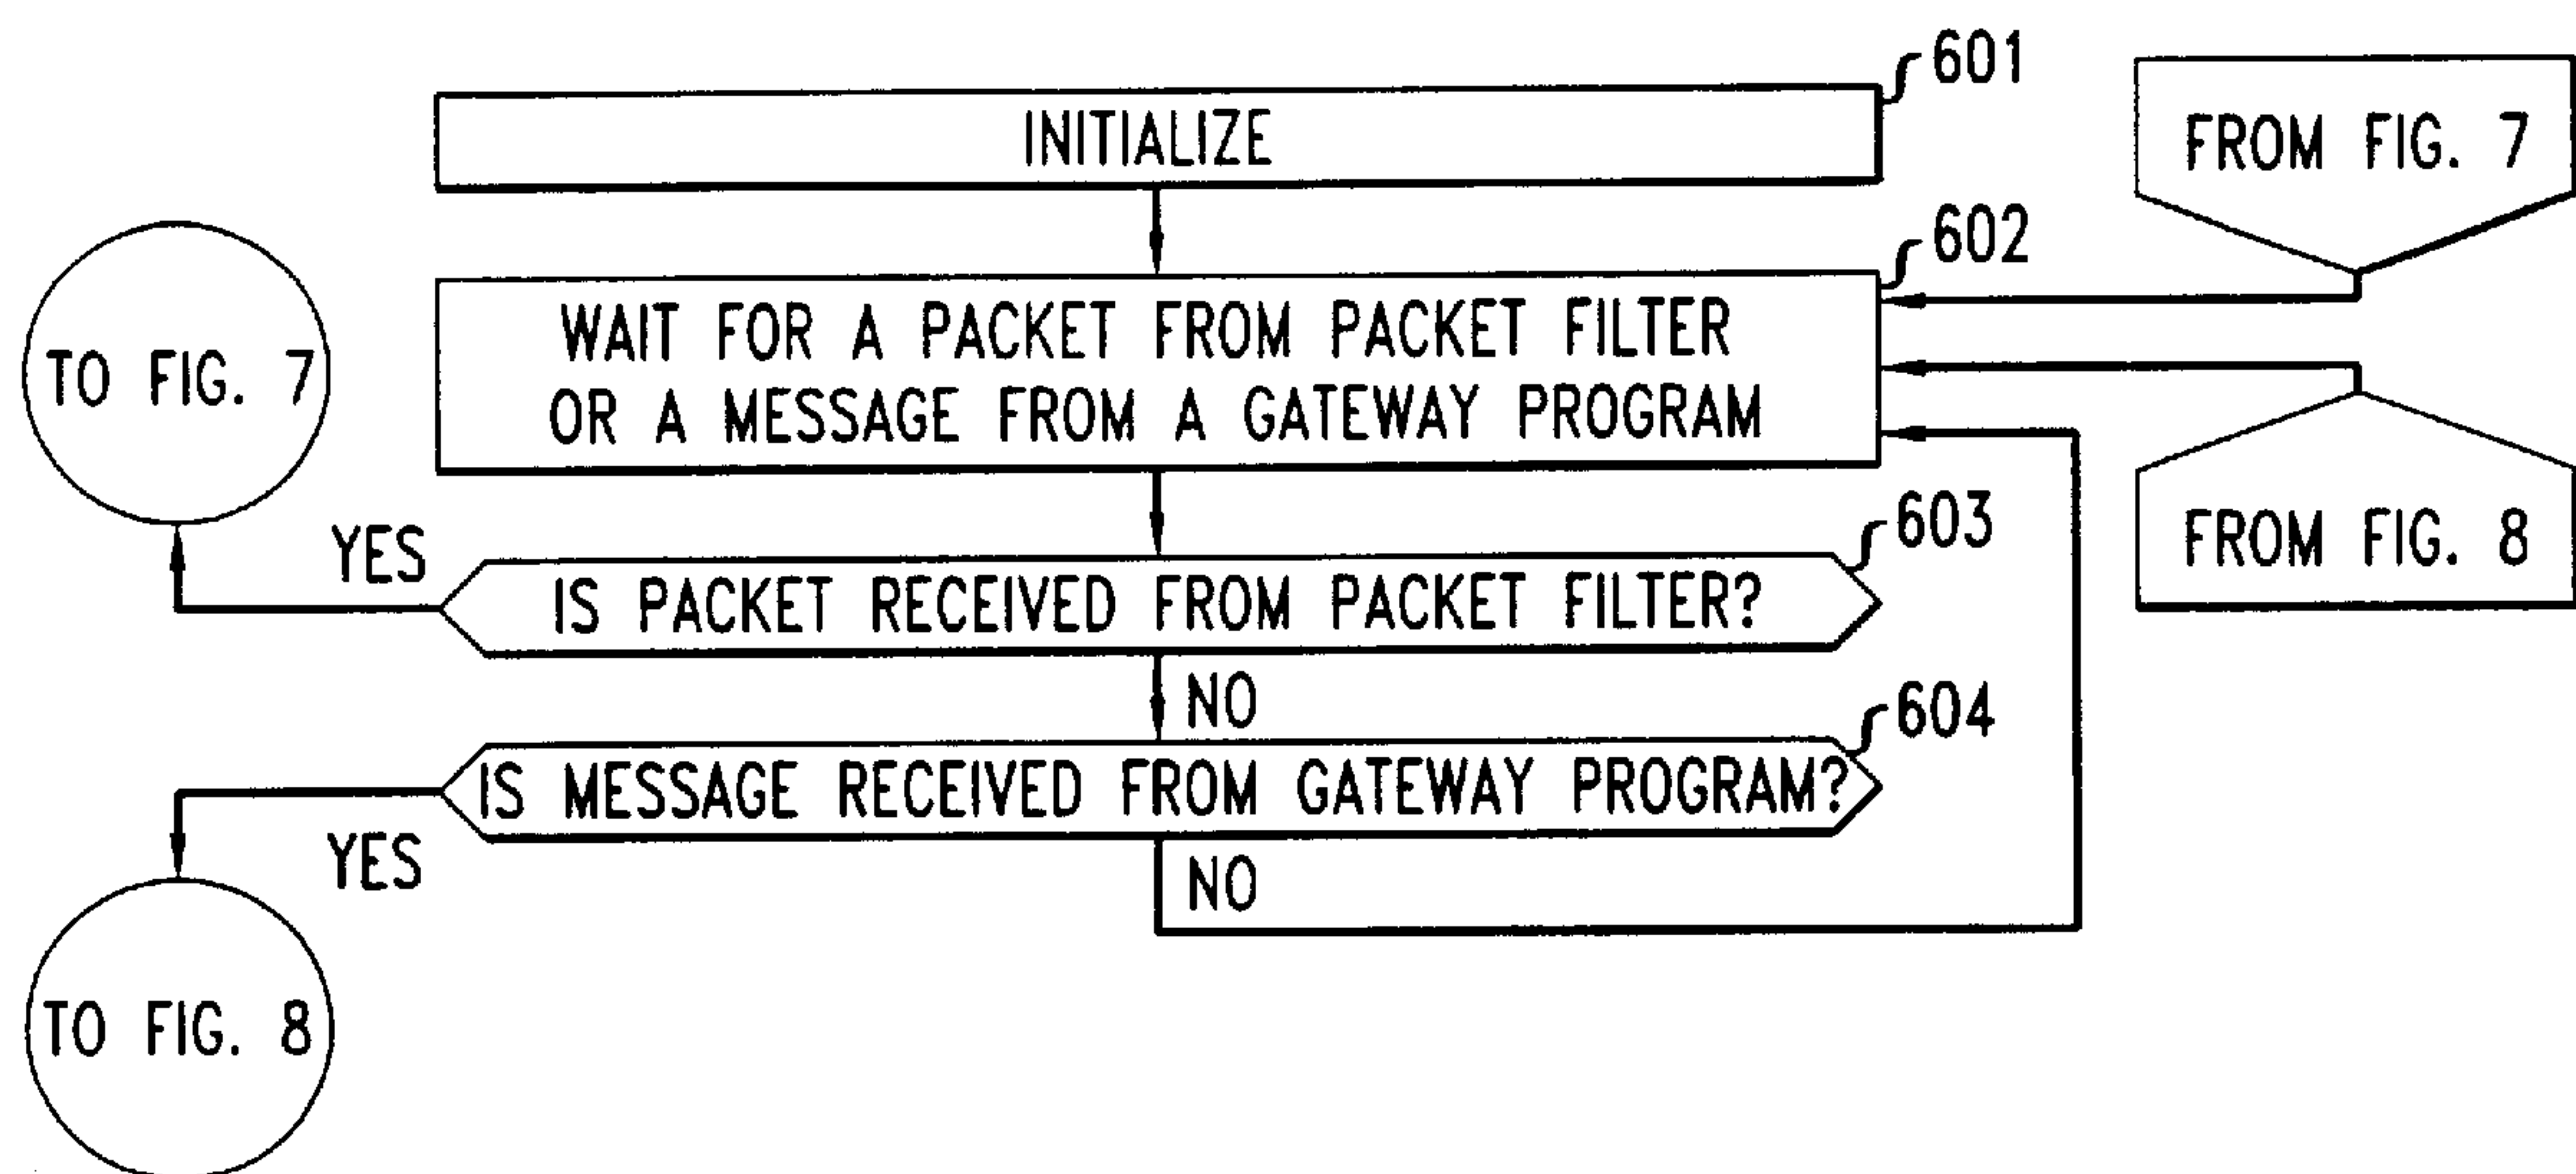 601
INITIALIZE
FROM FIG. 7
602
WAIT FOR A PACKET FROM PACKET FILTER
OR A MESSAGE FROM A GATEWAY PROGRAM
TO FIG. 7
603
YES
IS PACKET RECEIVED FROM PACKET FILTER?
FROM FIG. 8
NO
604
IS MESSAGE RECEIVED FROM GATEWAY PROGRAM?
YES
NO
TO FIG. 8